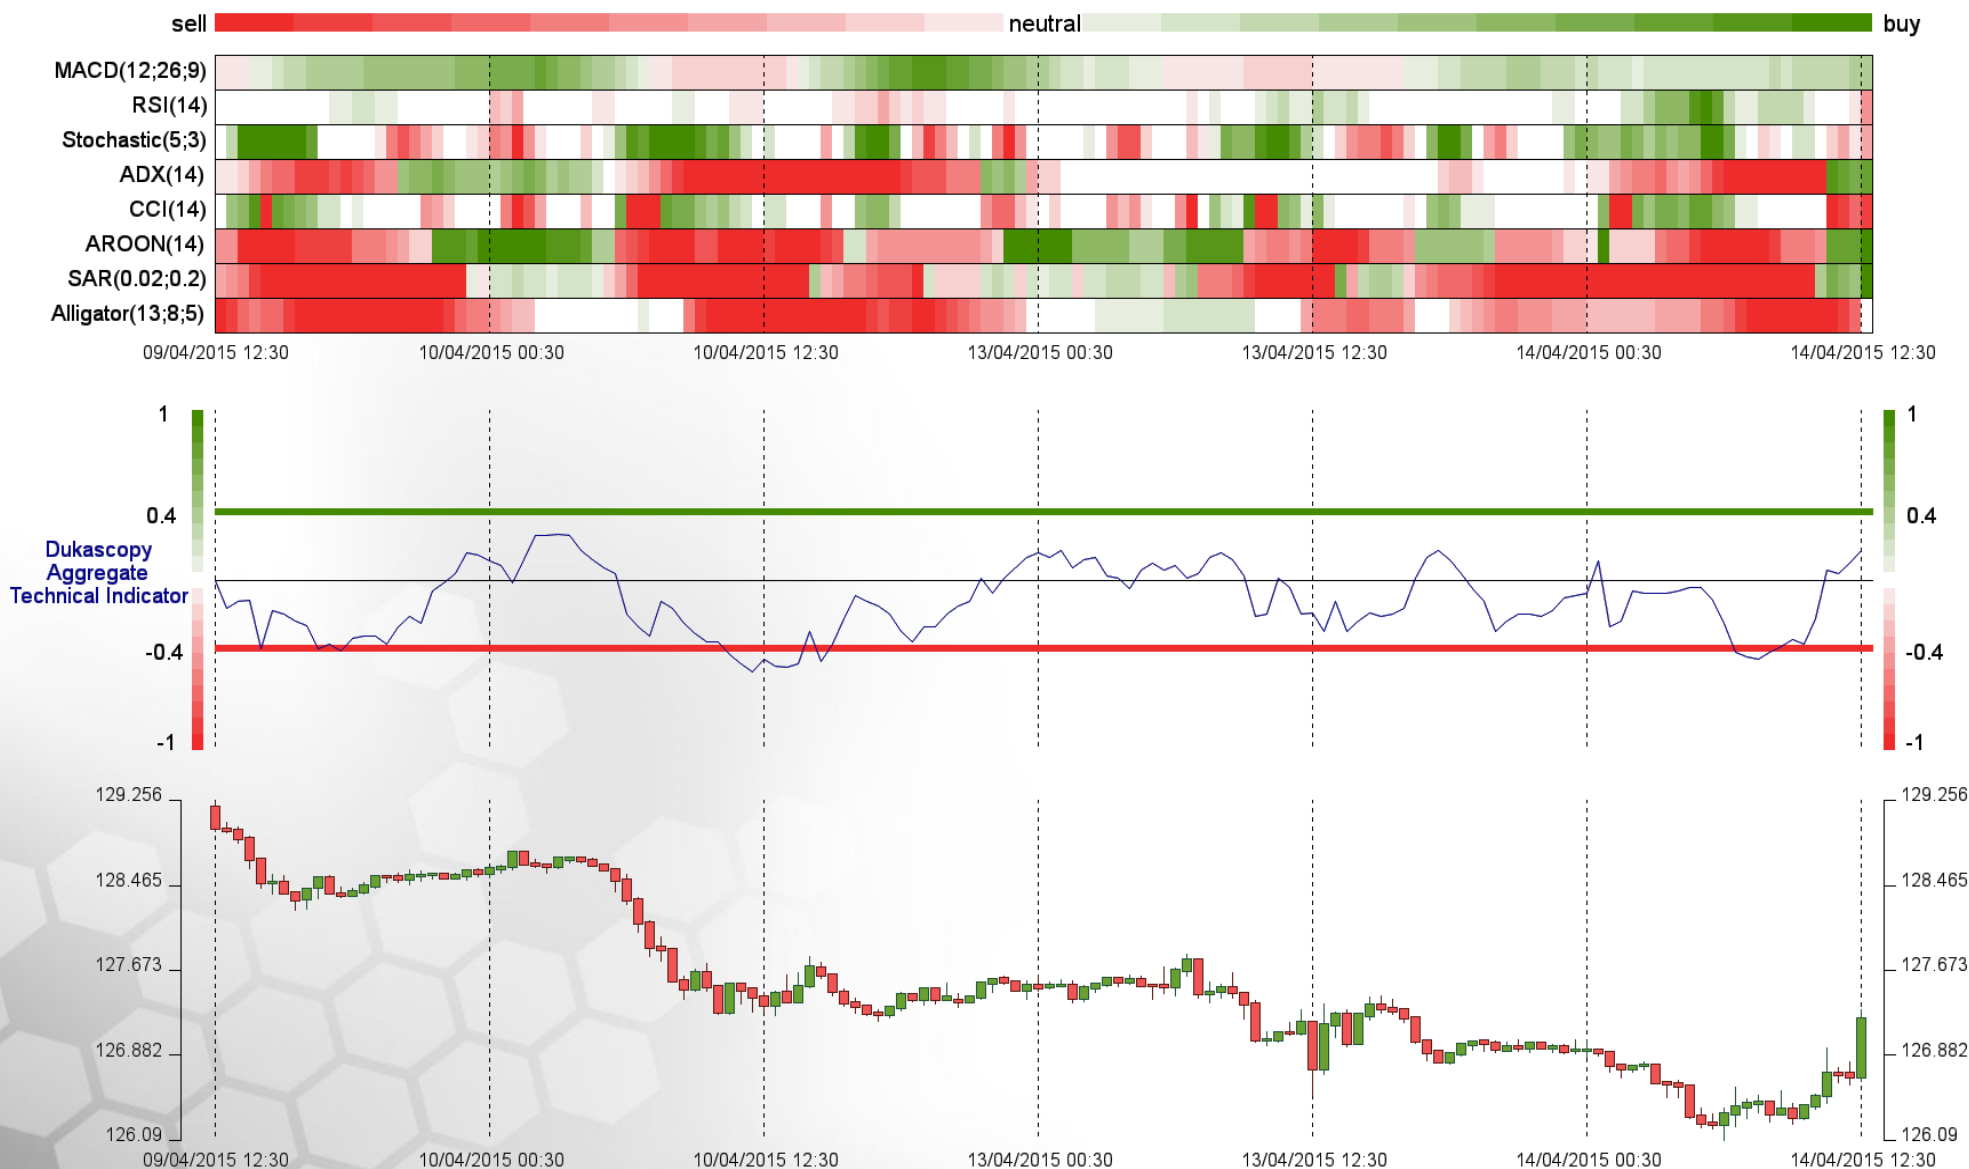 sell neutral buy
MACD(12;26;9)
RSI(14)
Stochastic(5;3)
ADX(14)
CCI(14)
AROON(14)
SAR(0.02;0.2)
Alligator(13;8;5)
09/04/2015 12:30 10/04/2015 00:30 10/04/2015 12:30 13/04/2015 00:30 13/04/2015 12:30 14/04/2015 00:30 14/04/2015 12:30
1 1
0.4 0.4
Dukascopy
Aggregate
Technical Indicator
-0.4 -0.4
-1 -1
129.256 129.256
128.465 128.465
127.673 127.673
126.882 126.882
126.09 126.09
09/04/2015 12:30 10/04/2015 00:30 10/04/2015 12:30 13/04/2015 00:30 13/04/2015 12:30 14/04/2015 00:30 14/04/2015 12:30